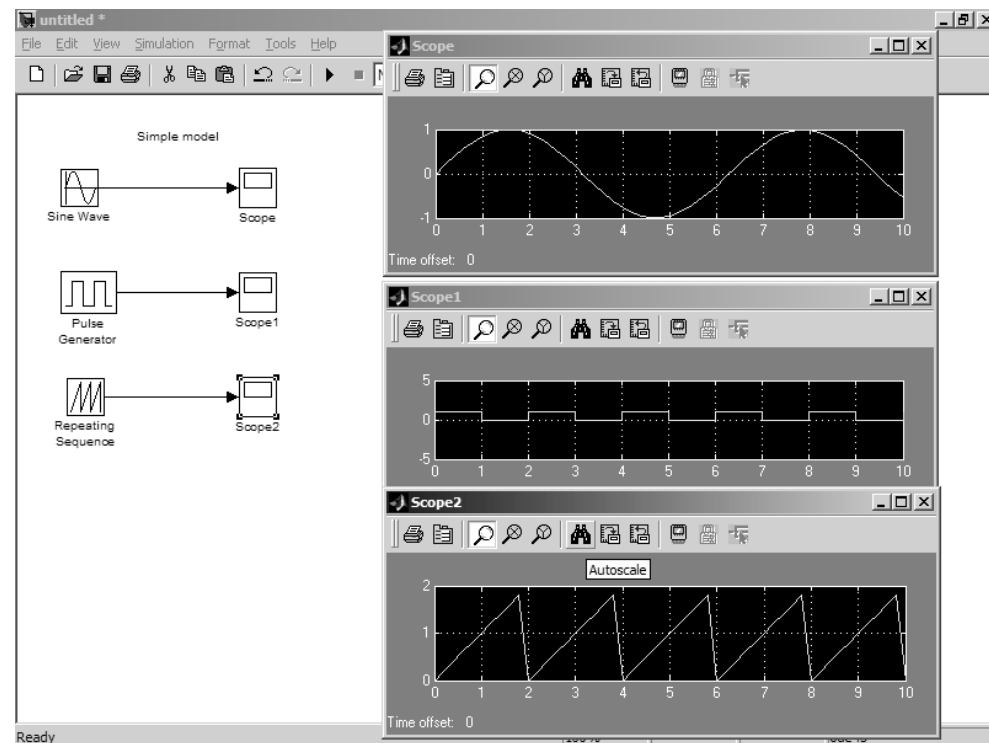 untitled *
File Edit View Simulation Format Tools Help
Simple model
Sine Wave
Scope
Pulse
Generator
Scope1
Repeating
Sequence
Scope2
Scope
1
0
-1
0 1 2 3 4 5 6 7 8 9 10
Time offset: 0
Scope1
5
0
-5
0 1 2 3 4 5 6 7 8 9 10
Scope2
Autoscale
2
1
0
0 1 2 3 4 5 6 7 8 9 10
Time offset: 0
Ready